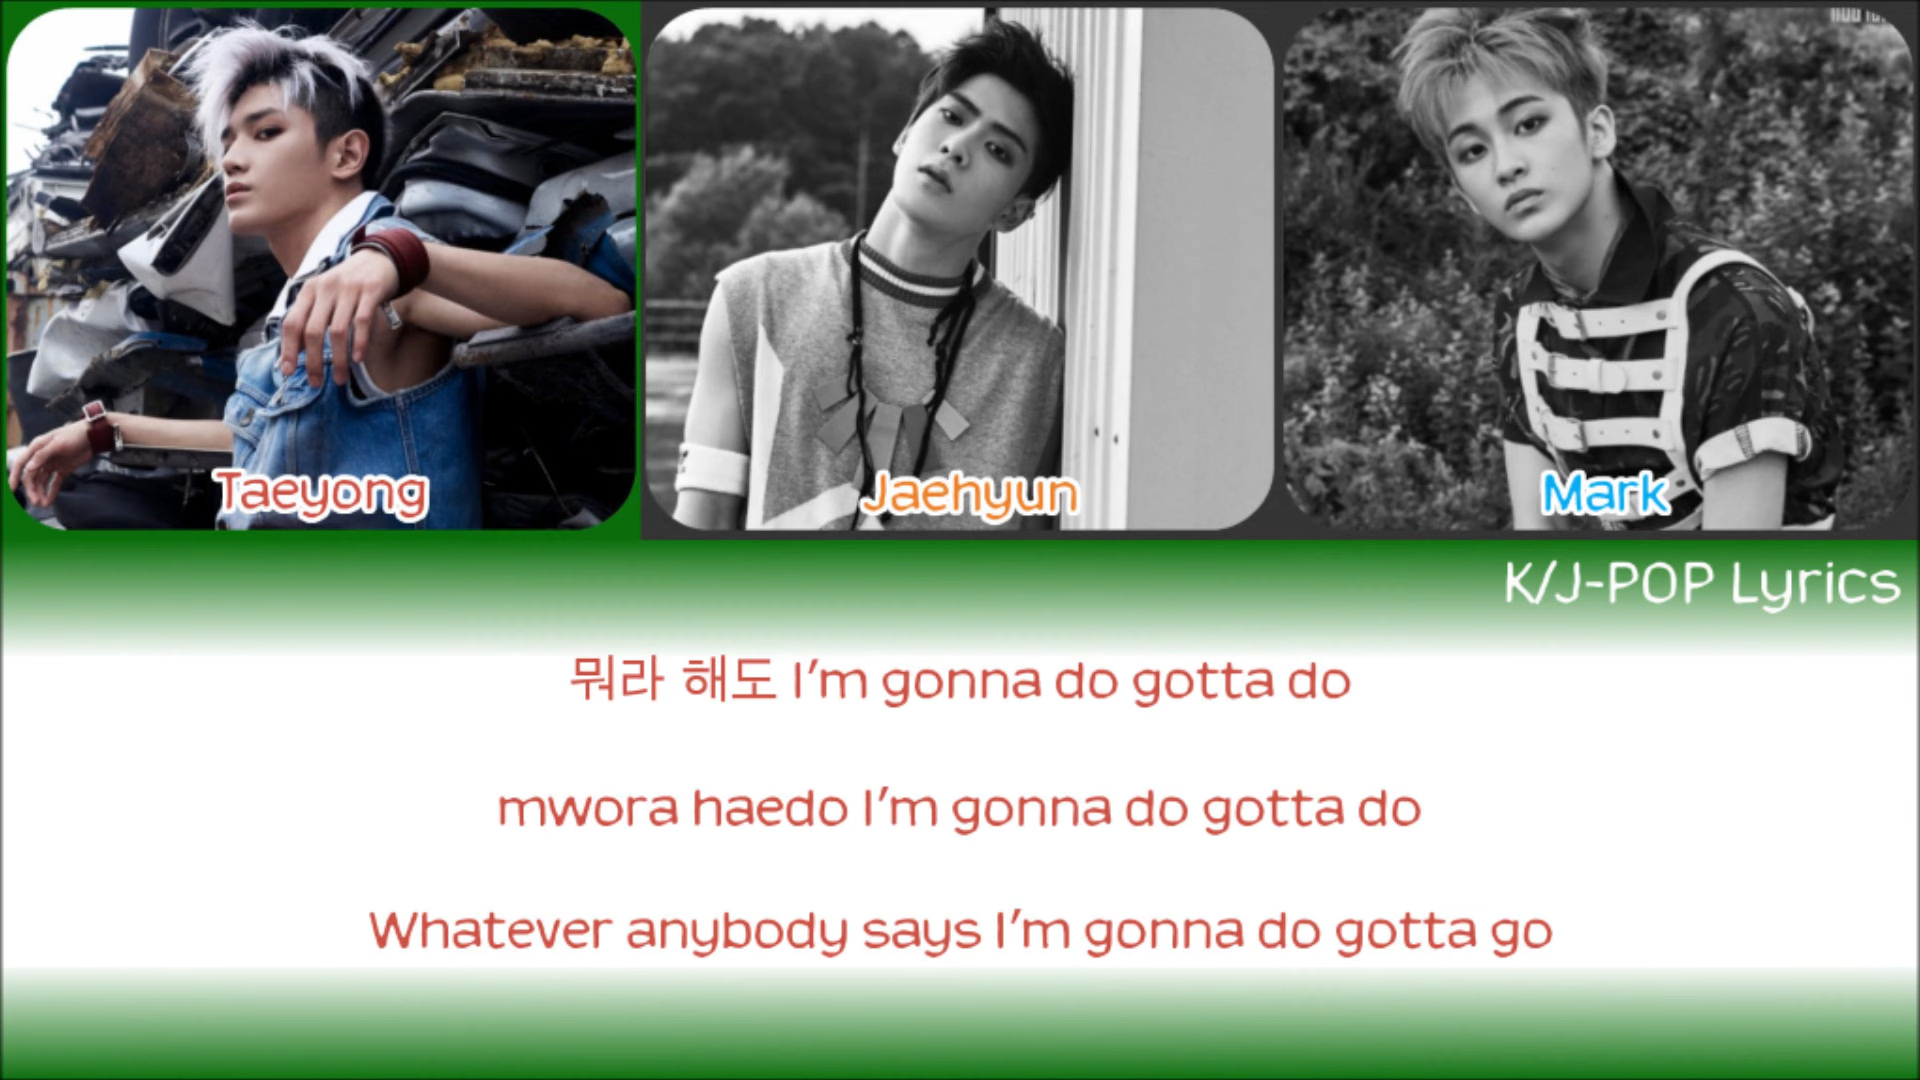 Taeyong
Jaehyun
Mark
K/J-POP Lyrics
뭐라 해도 I'm gonna do gotta do
mwora haedo I'm gonna do gotta do
Whatever anybody says I'm gonna do gotta go